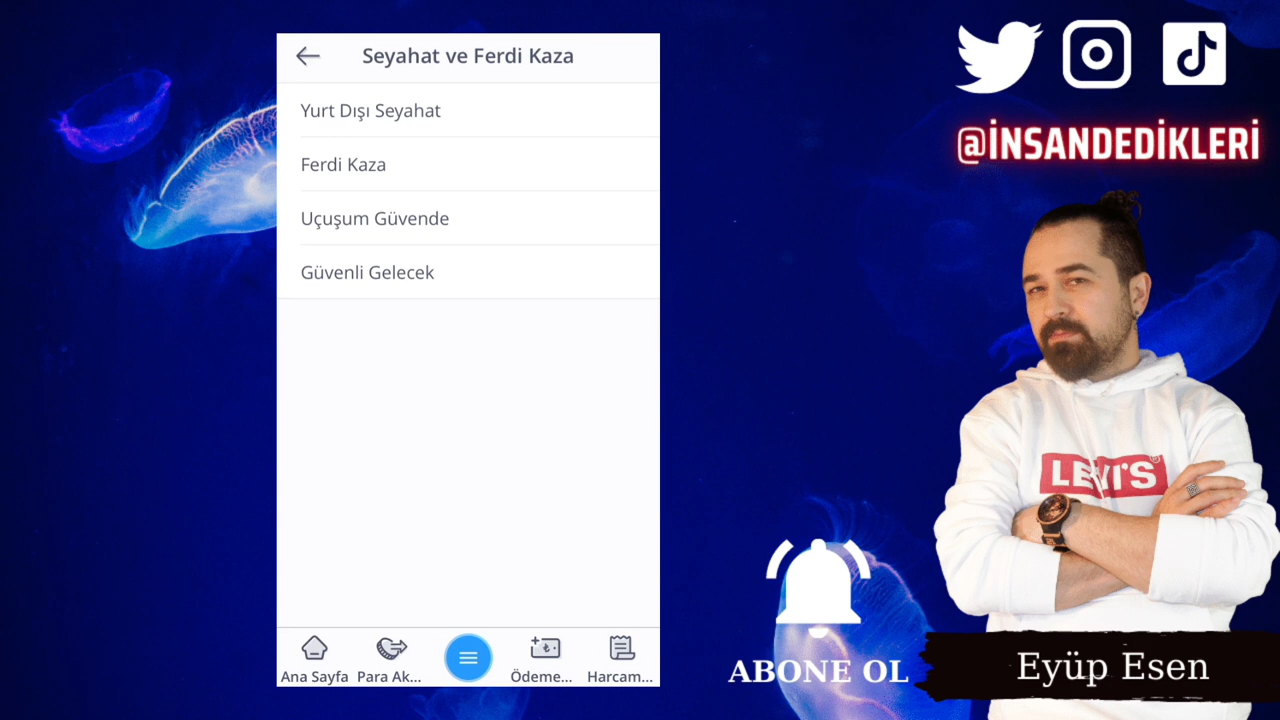 Seyahat ve Ferdi Kaza
Yurt Dışı Seyahat
Ferdi Kaza
Uçuşum Güvende
Güvenli Gelecek
Ana Sayfa
Para Ak...
Ödeme...
Harcam...
@İNSANDEDİKLERİ
LEVI'S
ABONE OL
Eyüp Esen